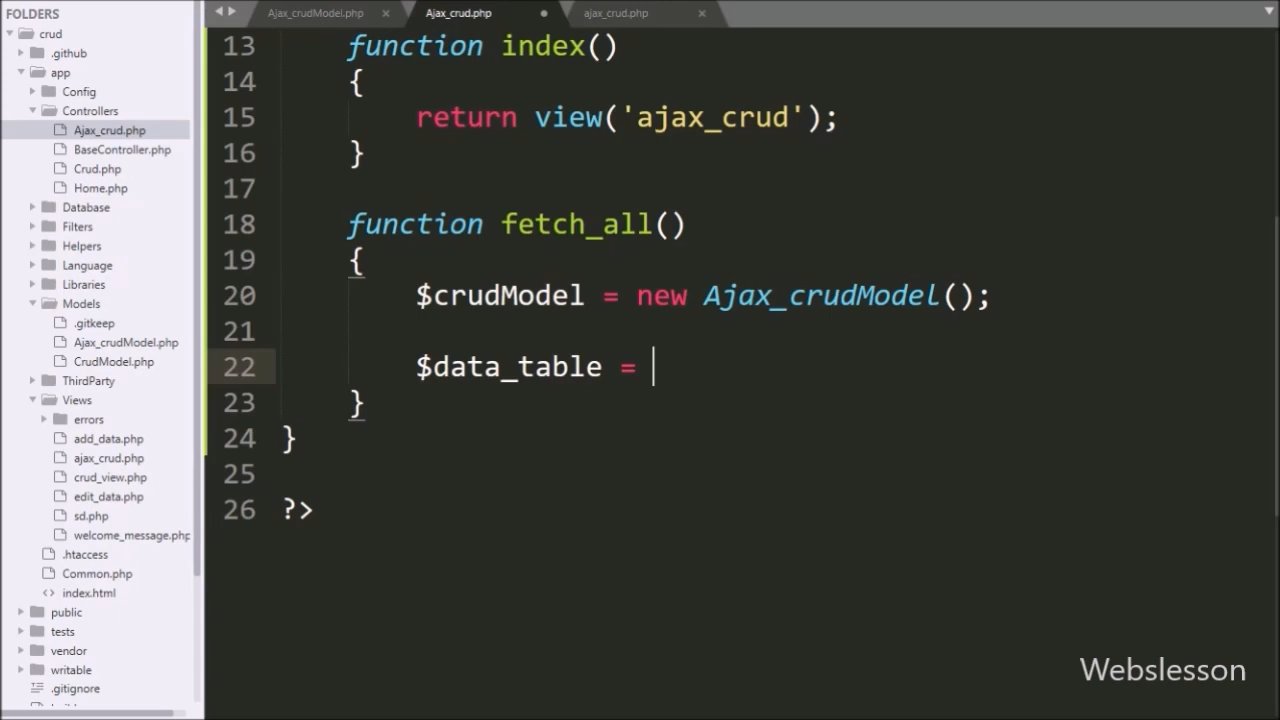 FOLDERS
crud
.github
app
Config
Controllers
Ajax_crud.php
BaseController.php
Crud.php
Home.php
Database
Filters
Helpers
Language
Libraries
Models
.gitkeep
Ajax_crudModel.php
CrudModel.php
ThirdParty
Views
errors
add_data.php
ajax_crud.php
crud_view.php
edit_data.php
sd.php
welcome_message.php
.htaccess
Common.php
<> index.html
public
tests
vendor
writable
.gitignore
Ajax_crudModel.php ×
Ajax_crud.php
ajax_crud.php ×
13 function index()
14 {
15 return view('ajax_crud');
16 }
17
18 function fetch_all()
19 {
20 $crudModel = new Ajax_crudModel();
21
22 $data_table =
23 }
24 }
25
26 ?>
Webslesson